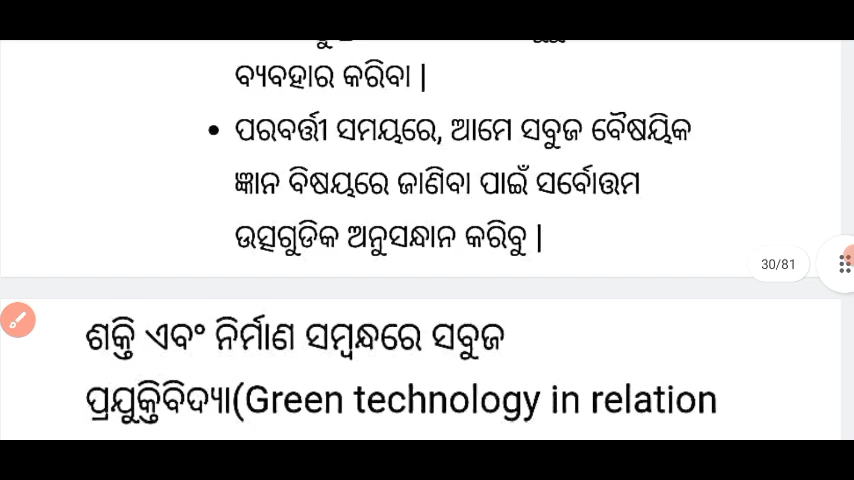 ବ୍ୟବହାର କରିବା |
• ପରବର୍ତ୍ତୀ ସମୟରେ, ଆମେ ସବୁଜ ବୈଷୟିକ
ଜ୍ଞାନ ବିଷୟରେ ଜାଣିବା ପାଇଁ ସର୍ବୋତ୍ତମ
ଉତ୍ସଗୁଡିକ ଅନୁସନ୍ଧାନ କରିବୁ |
30/81
ଶକ୍ତି ଏବଂ ନିର୍ମାଣ ସମ୍ବନ୍ଧରେ ସବୁଜ
ପ୍ରଯୁକ୍ତିବିଦ୍ୟା(Green technology in relation